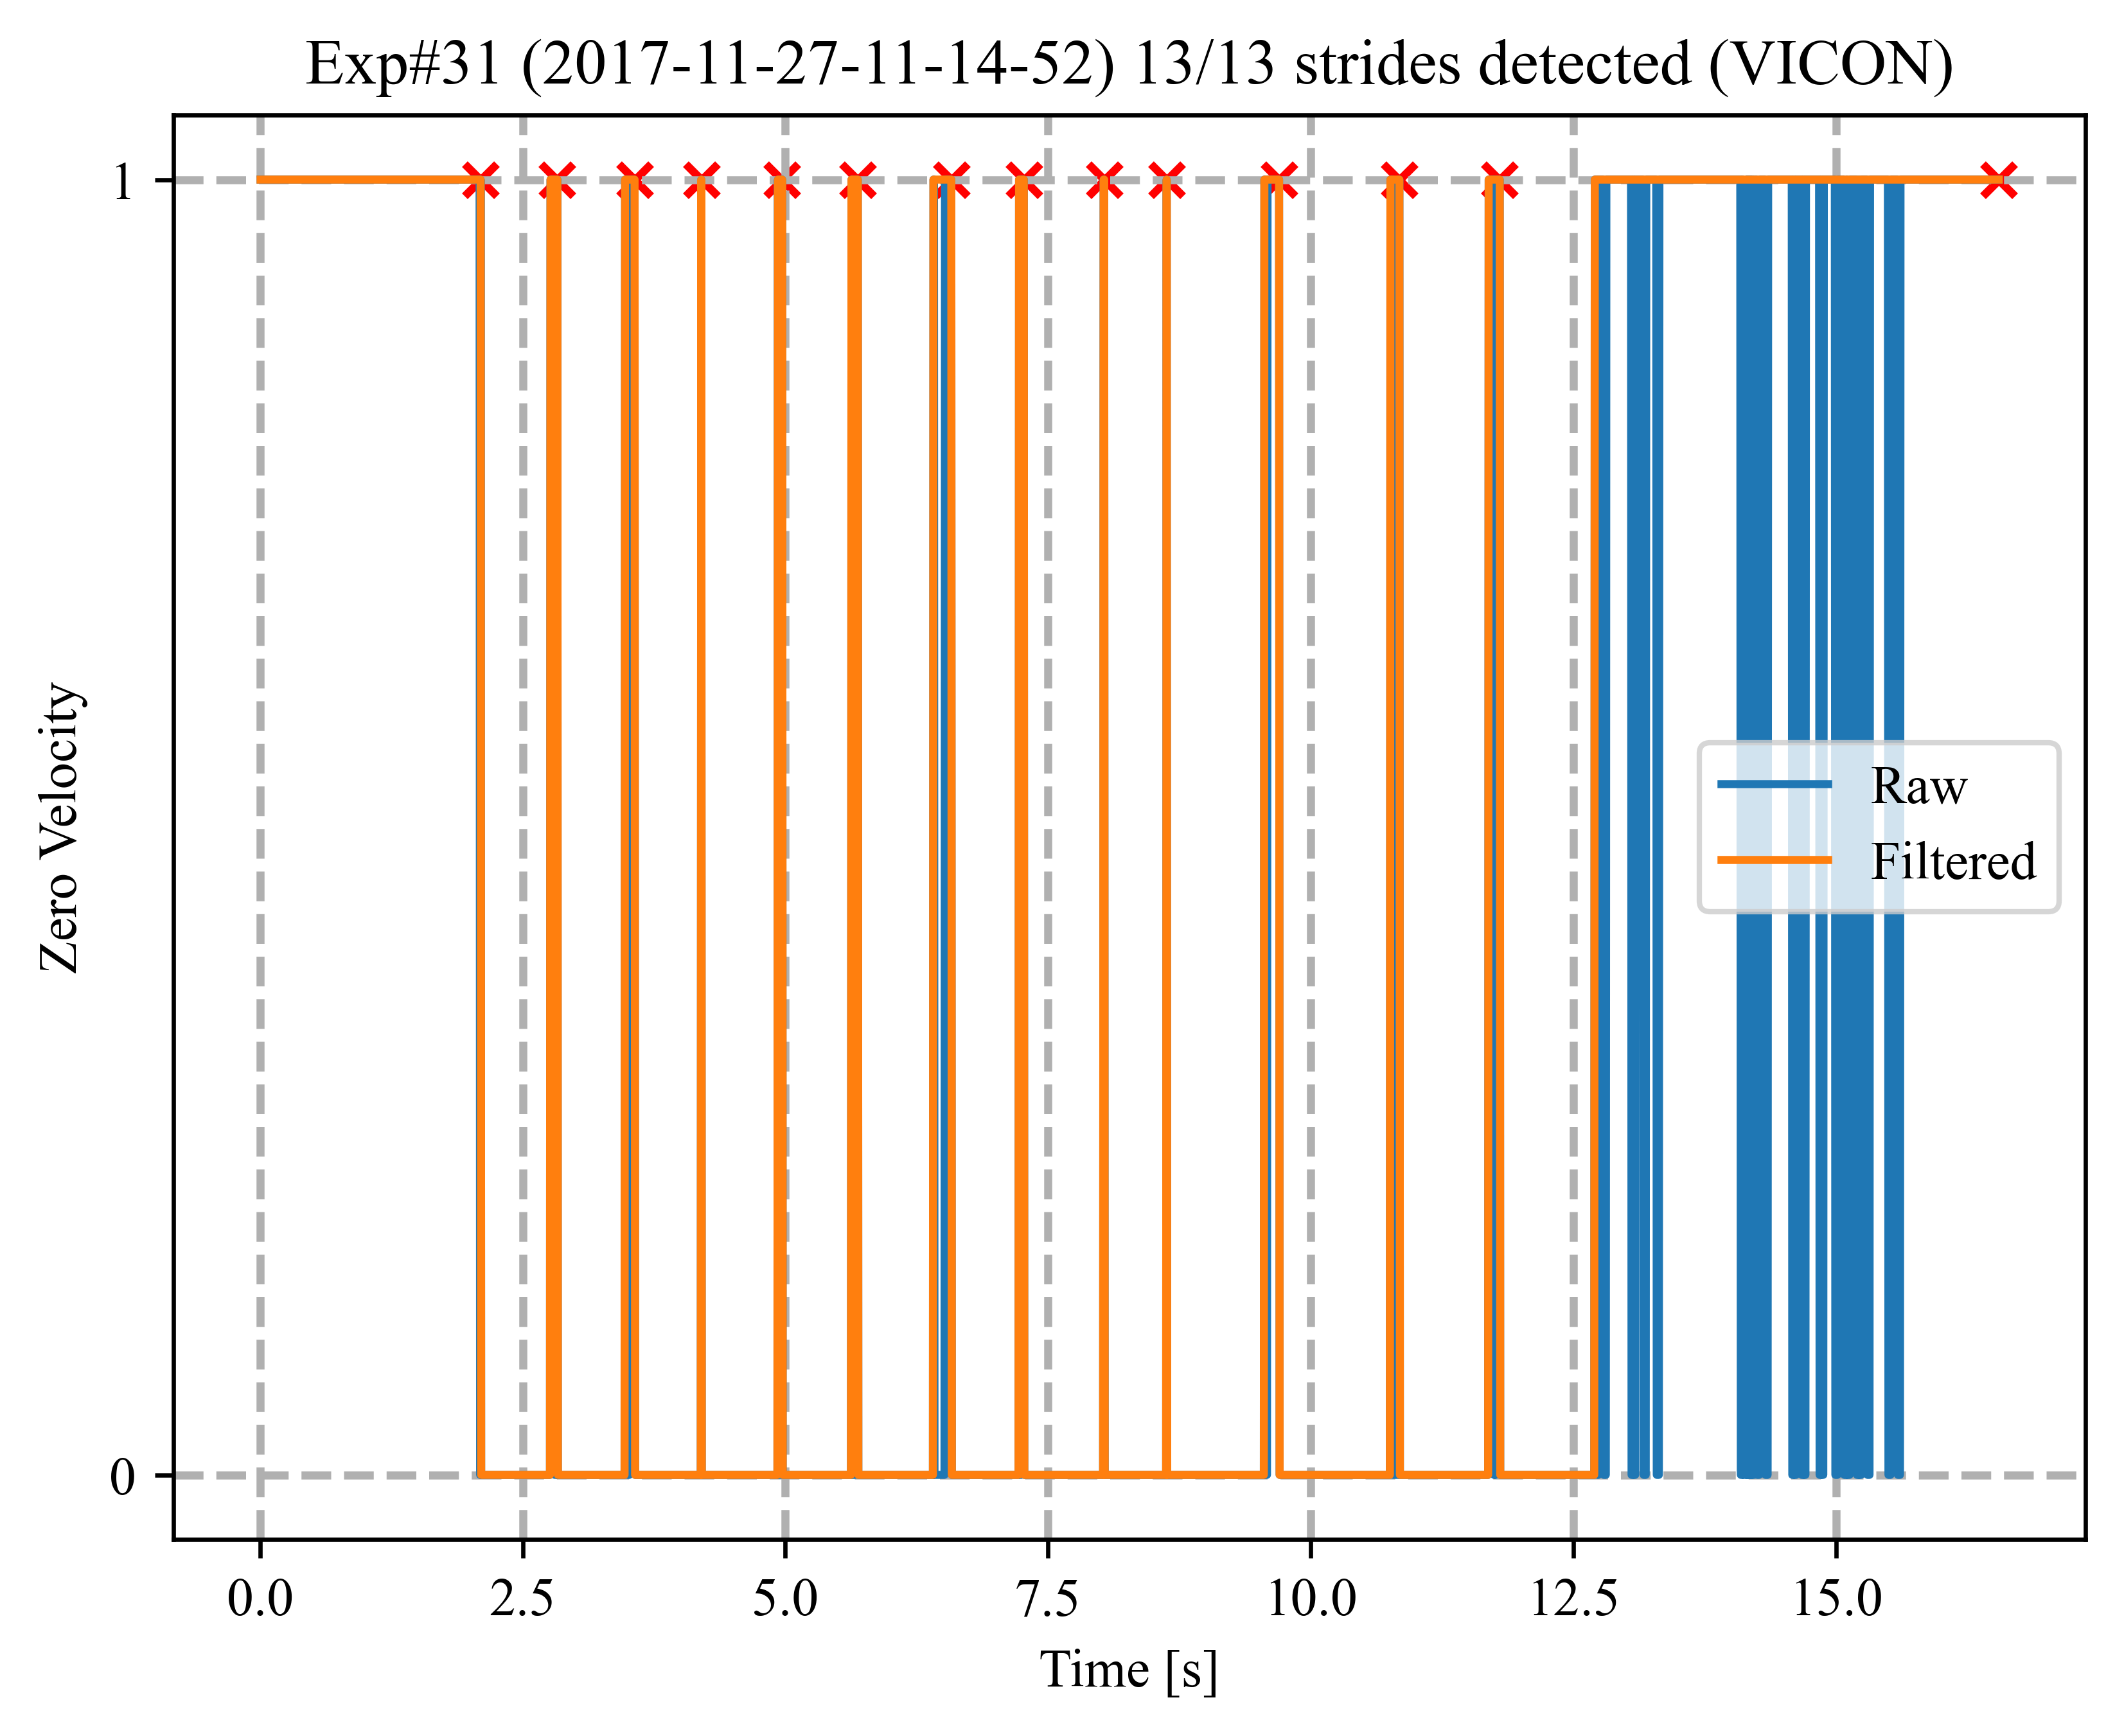 Exp#31 (2017-11-27-11-14-52) 13/13 strides detected (VICON)
1
Zero Velocity
Raw
Filtered
0
0.0 2.5 5.0 7.5 10.0 12.5 15.0
Time [s]